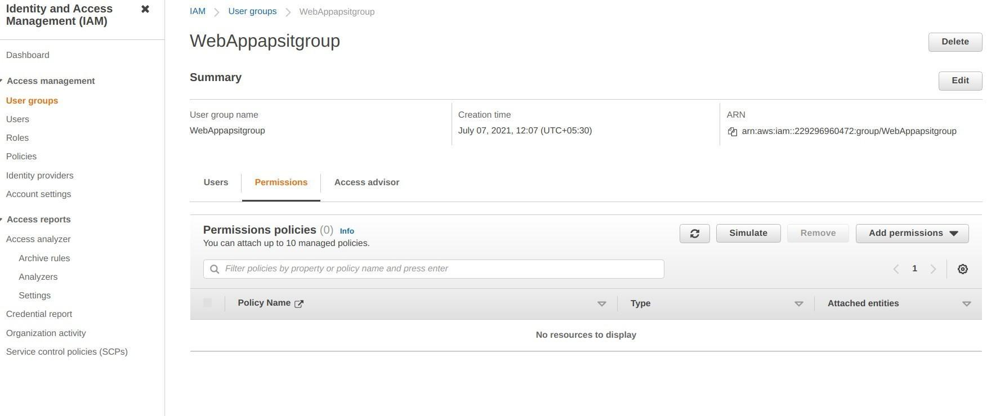 Identity and Access
Management (IAM)
Dashboard
Access management
User groups
Users
Roles
Policies
Identity providers
Account settings
Access reports
Access analyzer
Archive rules
Analyzers
Settings
Credential report
Organization activity
Service control policies (SCPs)
IAM
User groups
WebAppapsitgroup
WebAppapsitgroup
Delete
Summary
Edit
User group name
WebAppapsitgroup
Creation time
July 07, 2021, 12:07 (UTC+05:30)
ARN
arn:aws:iam::229296960472:group/WebAppapsitgroup
Users
Permissions
Access advisor
Permissions policies (0) Info
You can attach up to 10 managed policies.
Simulate
Remove
Add permissions
Filter policies by property or policy name and press enter
1
Policy Name
Type
Attached entities
No resources to display